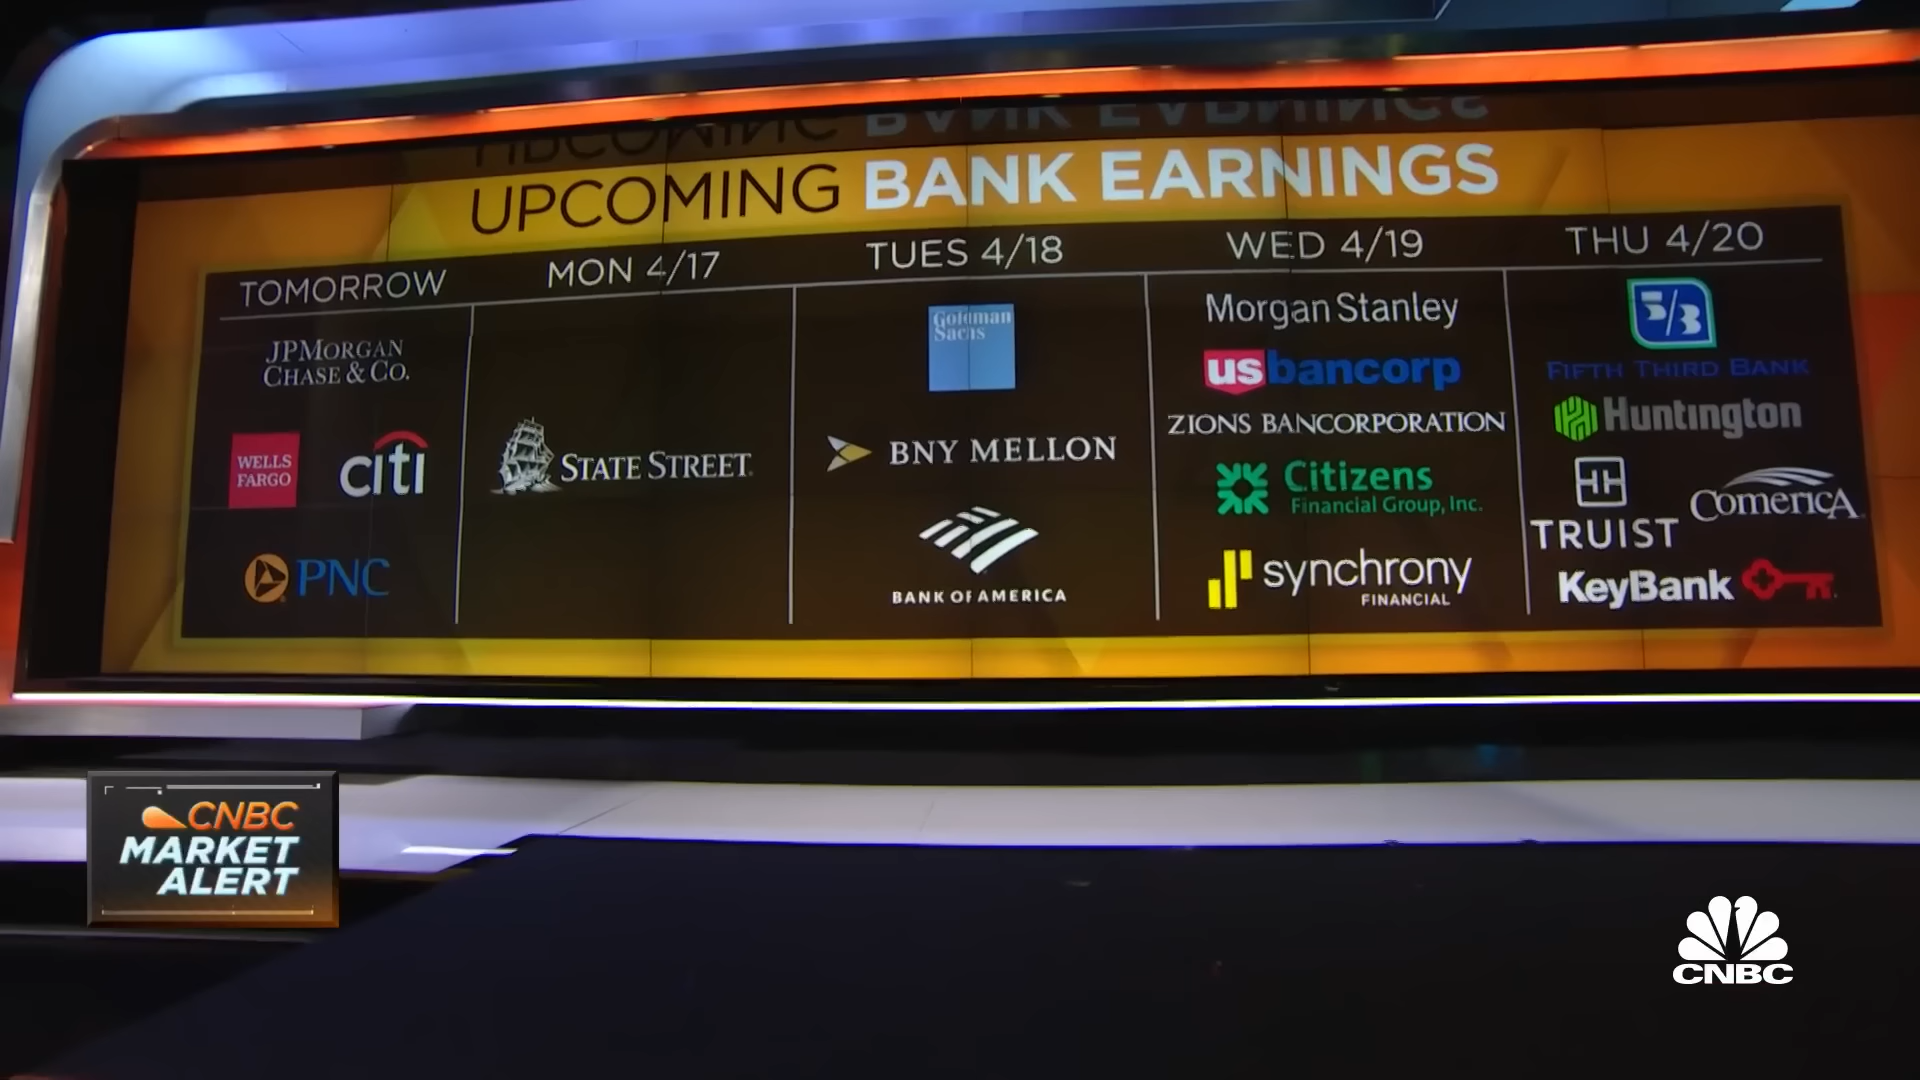 UPCOMING BANK EARNINGS
TOMORROW
JPMORGAN
CHASE & CO.
WELLS
FARGO
citi
PNC
MON 4/17
STATE STREET
TUES 4/18
Goldman
Sachs
BNY MELLON
BANK OF AMERICA
WED 4/19
Morgan Stanley
usbancorp
ZIONS BANCORPORATION
Citizens
Financial Group, Inc.
synchrony
FINANCIAL
THU 4/20
5/3
FIFTH THIRD BANK
Huntington
TRUIST
Comerica
KeyBank
CNBC
MARKET
ALERT
CNBC